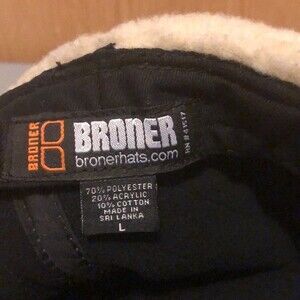 BRONER
BRONER
bronerhats.com
70% POLYESTER
20% ACRYLIC
10% COTTON
MADE IN
SRI LANKA
L